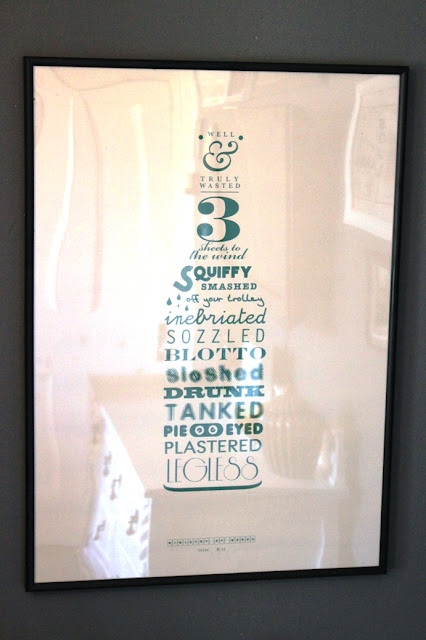 WELL
&
TRULY
WASTED
3
sheets to
the wind
SQUIFFY
SMASHED
off your trolley
inebriated
SOZZLED
BLOTTO
SloShed
DRUNK
TANKED
PIE EYED
PLASTERED
LEGLESS